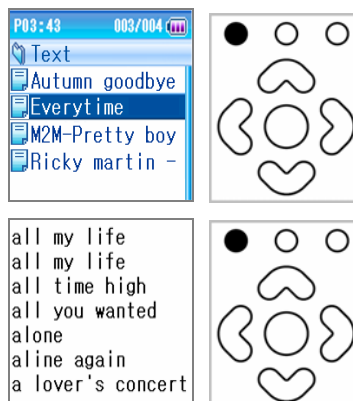 P03:43 003/004
Text
Autumn goodbye
Everytime
M2M-Pretty boy
Ricky martin -
all my life
all my life
all time high
all you wanted
alone
aline again
a lover's concert